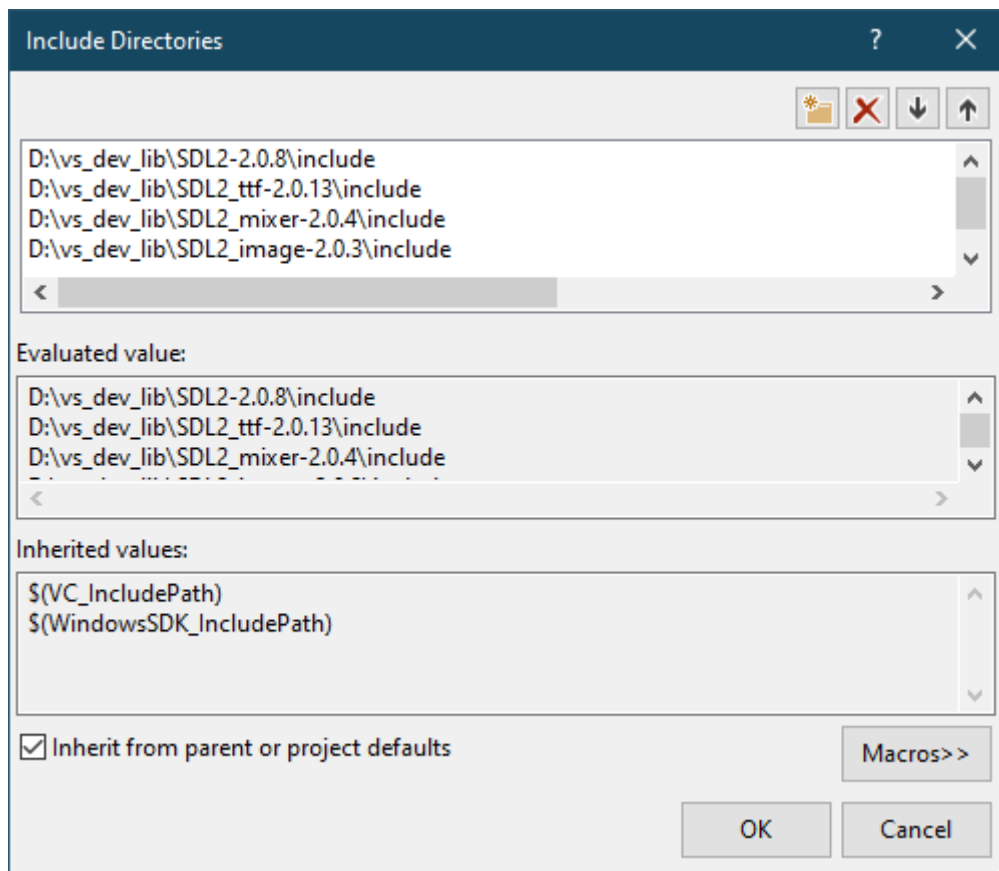 Include Directories
?
D:\vs_dev_lib\SDL2-2.0.8\include
D:\vs_dev_lib\SDL2_ttf-2.0.13\include
D:\vs_dev_lib\SDL2_mixer-2.0.4\include
D:\vs_dev_lib\SDL2_image-2.0.3\include
Evaluated value:
D:\vs_dev_lib\SDL2-2.0.8\include
D:\vs_dev_lib\SDL2_ttf-2.0.13\include
D:\vs_dev_lib\SDL2_mixer-2.0.4\include
Inherited values:
$(VC_IncludePath)
$(WindowsSDK_IncludePath)
Inherit from parent or project defaults
Macros>>
OK
Cancel